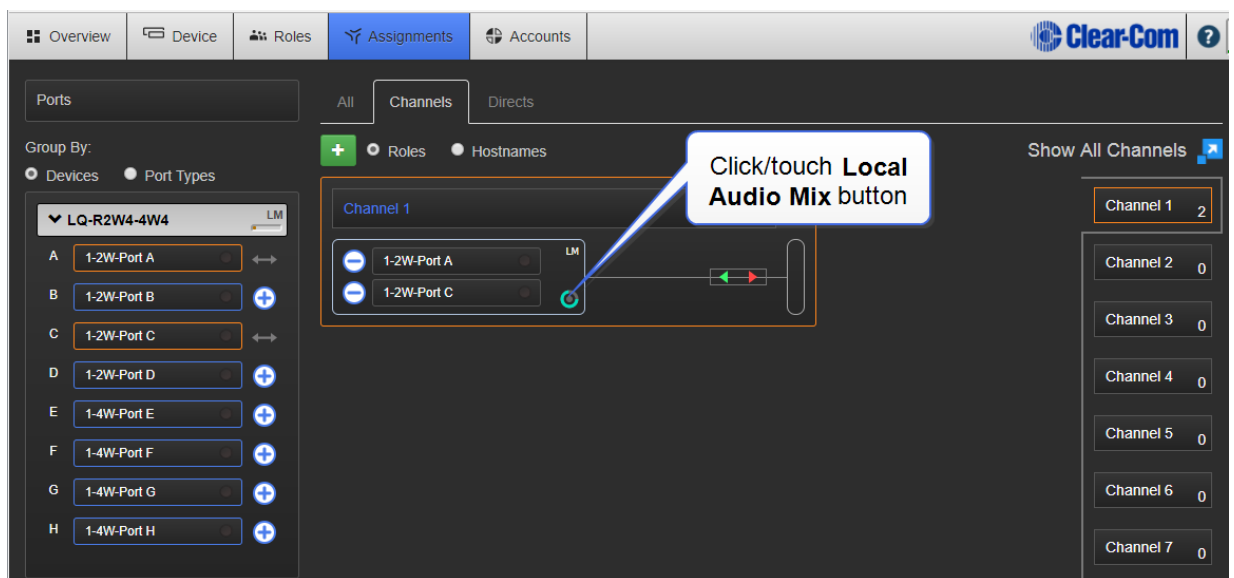 Overview Device Roles Assignments Accounts Clear-Com ?
Ports
All Channels Directs
Group By:
Roles Hostnames
Show All Channels
Devices Port Types
Click/touch Local
Audio Mix button
LQ-R2W4-4W4 LM
Channel 1
Channel 1 2
A 1-2W-Port A
1-2W-Port A LM
Channel 2 0
B 1-2W-Port B
1-2W-Port C
Channel 3 0
C 1-2W-Port C
D 1-2W-Port D
Channel 4 0
E 1-4W-Port E
Channel 5 0
F 1-4W-Port F
G 1-4W-Port G
Channel 6 0
H 1-4W-Port H
Channel 7 0